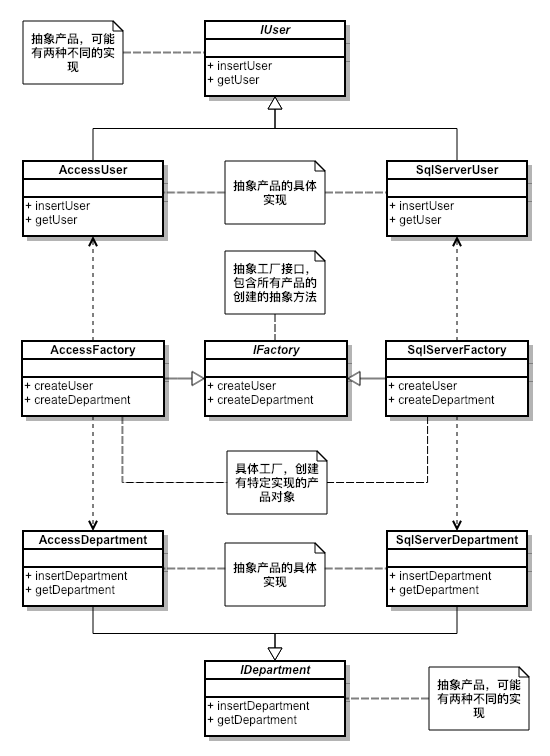 抽象产品，可能
有两种不同的实
现
IUser
+ insertUser
+ getUser
AccessUser
+ insertUser
+ getUser
抽象产品的具体
实现
SqlServerUser
+ insertUser
+ getUser
抽象工厂接口，
包含所有产品的
创建的抽象方法
AccessFactory
+ createUser
+ createDepartment
IFactory
+ createUser
+ createDepartment
SqlServerFactory
+ createUser
+ createDepartment
具体工厂，创建
有特定实现的产
品对象
AccessDepartment
+ insertDepartment
+ getDepartment
抽象产品的具体
实现
SqlServerDepartment
+ insertDepartment
+ getDepartment
IDepartment
+ insertDepartment
+ getDepartment
抽象产品，可能
有两种不同的实
现